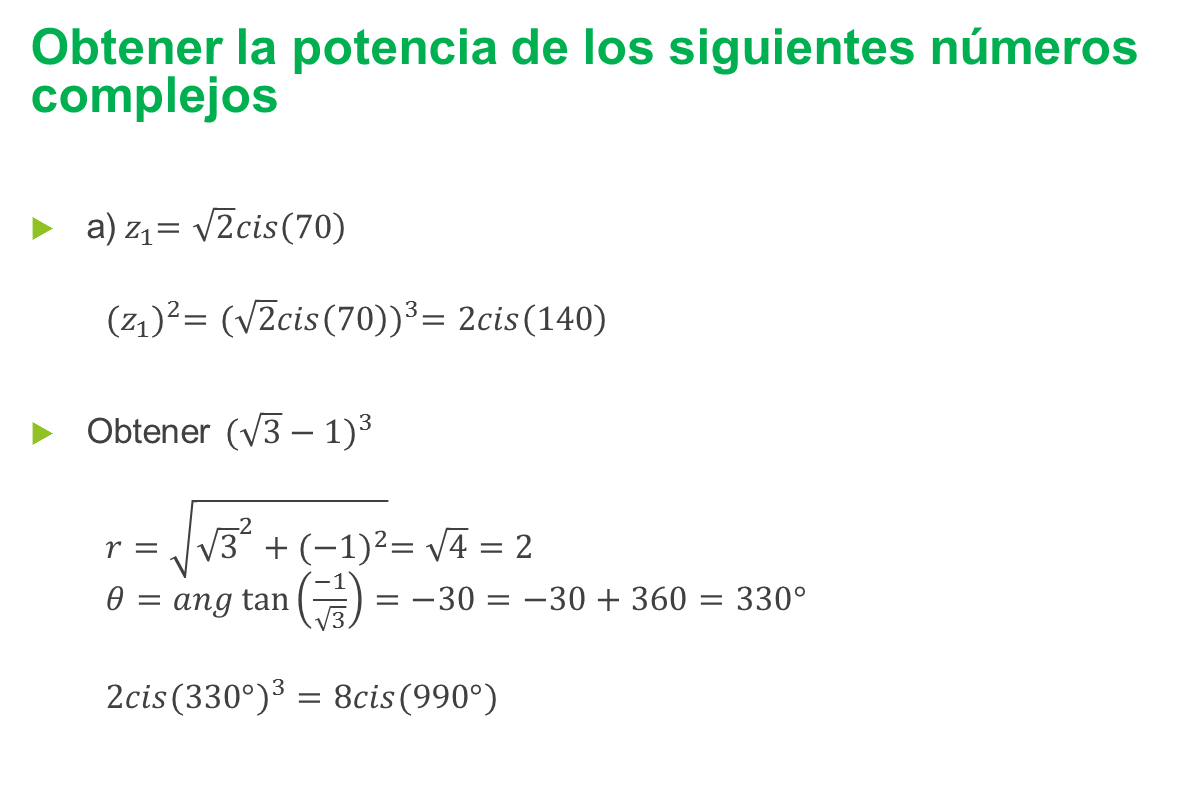 Obtener la potencia de los siguientes números
complejos
a) z₁= √2cis(70)
(z₁)²= (√2cis(70))³= 2cis(140)
Obtener (√3 − 1)³
r = √(√3² + (−1)²)= √4 = 2
θ = ang tan(−1/√3) = −30 = −30 + 360 = 330°
2cis(330°)³ = 8cis(990°)